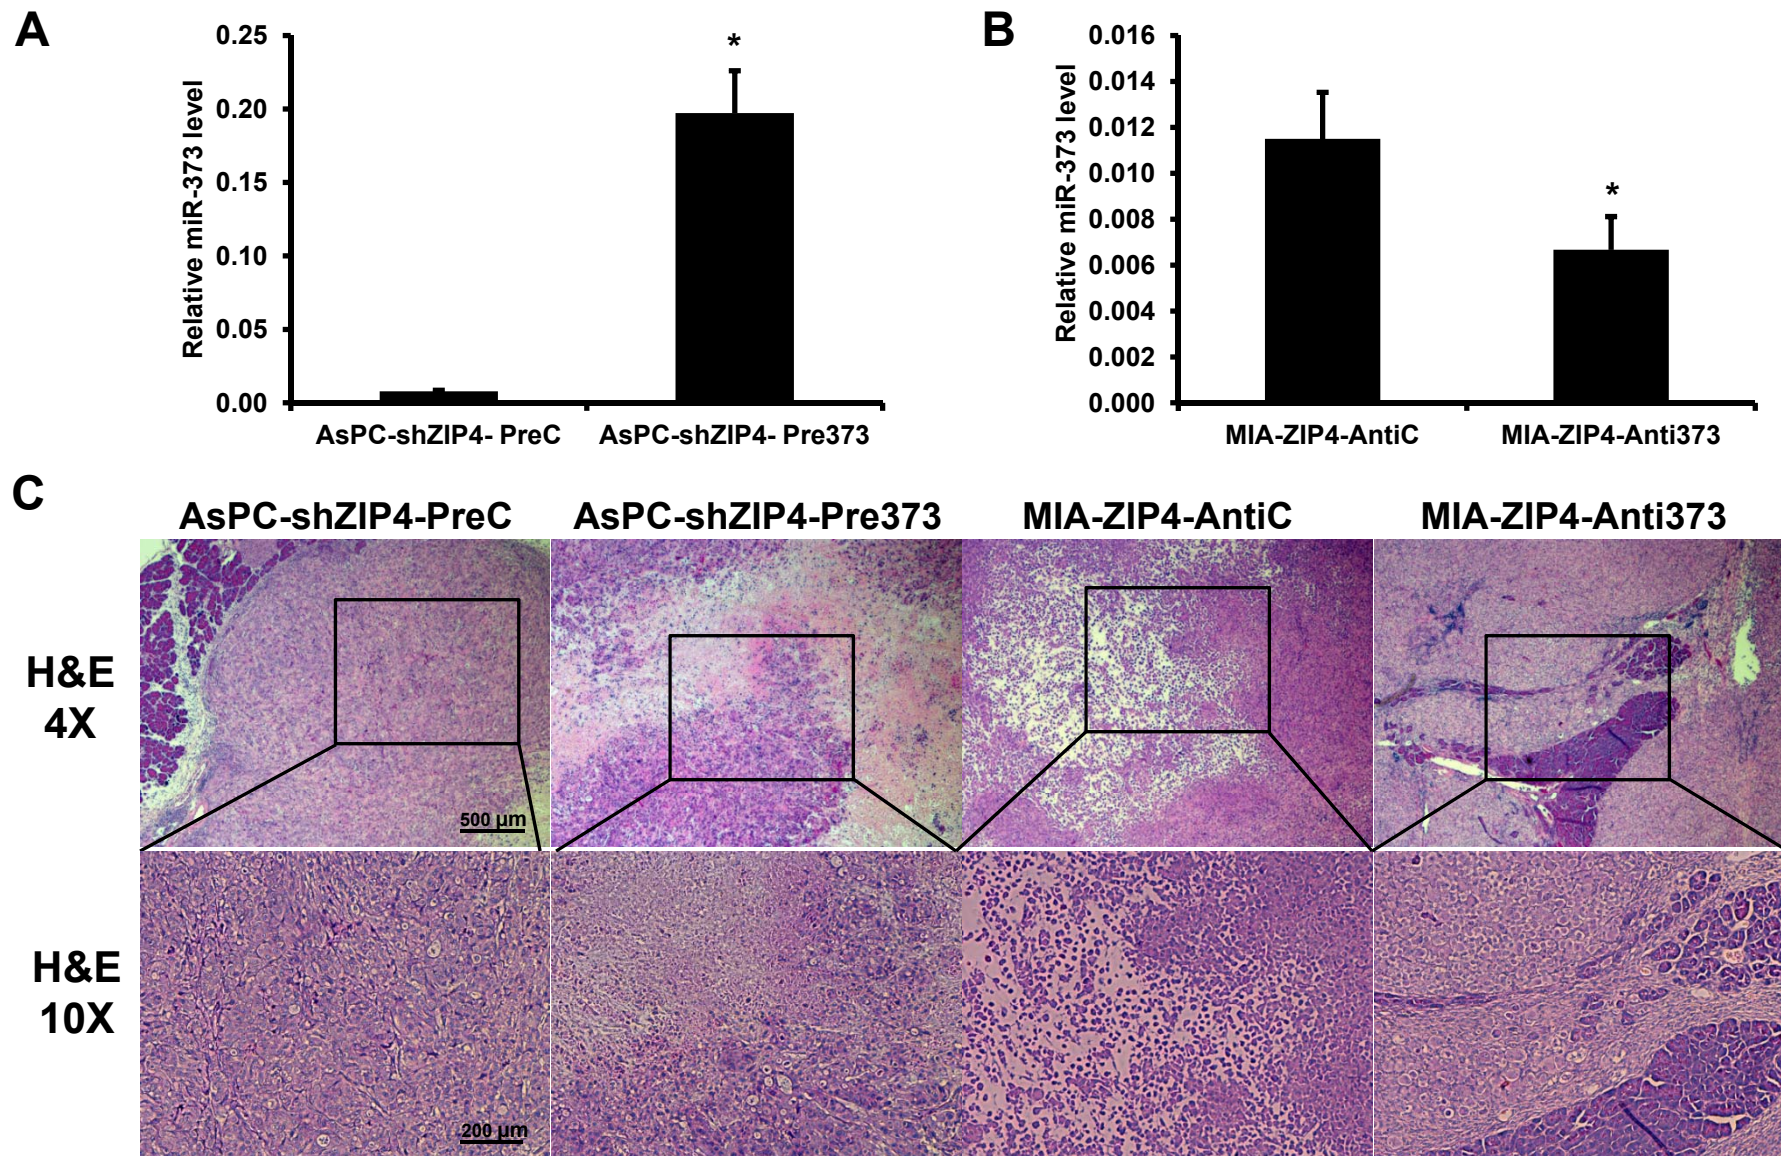 A
Relative miR-373 level
0.25
0.20
0.15
0.10
0.05
0.00
*
AsPC-shZIP4- PreC
AsPC-shZIP4- Pre373
B
Relative miR-373 level
0.016
0.014
0.012
0.010
0.008
0.006
0.004
0.002
0.000
*
MIA-ZIP4-AntiC
MIA-ZIP4-Anti373
C
AsPC-shZIP4-PreC
AsPC-shZIP4-Pre373
MIA-ZIP4-AntiC
MIA-ZIP4-Anti373
H&E
4X
500 µm
H&E
10X
200 µm